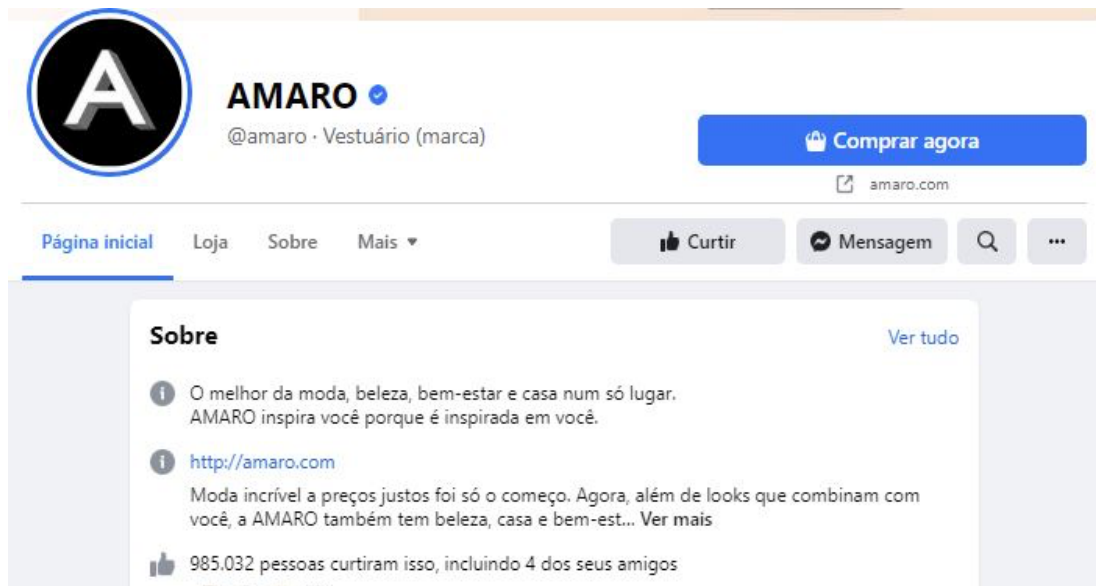 A
AMARO
@amaro · Vestuário (marca)
Comprar agora
amaro.com
Página inicial Loja Sobre Mais Curtir Mensagem
Sobre Ver tudo
O melhor da moda, beleza, bem-estar e casa num só lugar.
AMARO inspira você porque é inspirada em você.
http://amaro.com
Moda incrível a preços justos foi só o começo. Agora, além de looks que combinam com
você, a AMARO também tem beleza, casa e bem-est... Ver mais
985.032 pessoas curtiram isso, incluindo 4 dos seus amigos